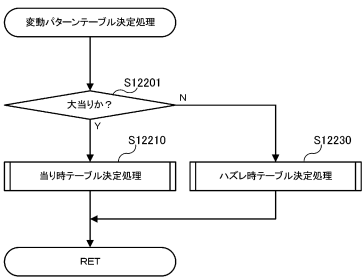 変動パターンテーブル決定処理
S12201
大当りか？
N
Y
S12210
S12230
当り時テーブル決定処理
ハズレ時テーブル決定処理
RET